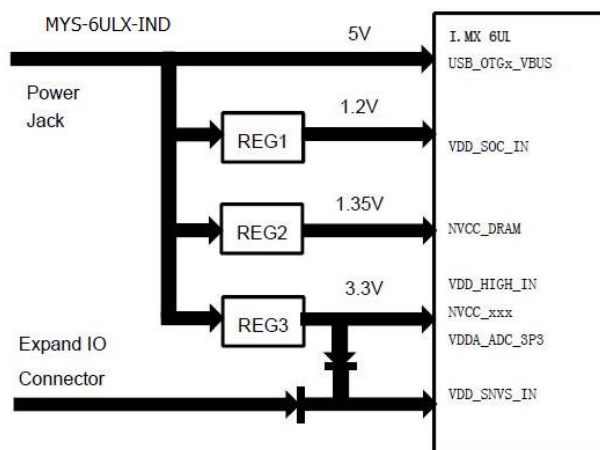 MYS-6ULX-IND
5V
I.MX 6UL
USB_OTGx_VBUS
Power
Jack
1.2V
REG1
VDD_SOC_IN
1.35V
REG2
NVCC_DRAM
3.3V
VDD_HIGH_IN
REG3
NVCC_xxx
VDDA_ADC_3P3
Expand IO
Connector
VDD_SNVS_IN